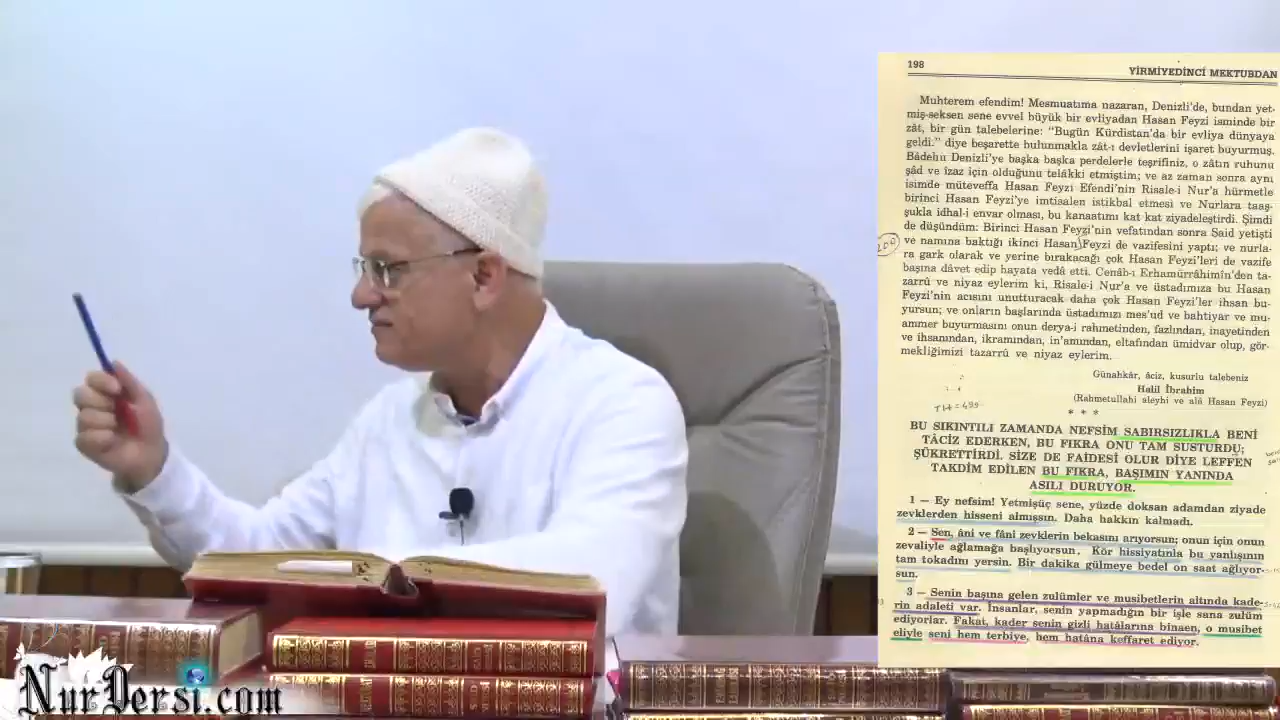 198
YİRMİYEDİNCİ MEKTUBDAN
Muhterem efendim! Mesmuatıma nazaran, Denizli'de, bundan yet-
miş-seksen sene evvel büyük bir evliyadan Hasan Feyzi isminde bir
zât, bir gün talebelerine: "Bugün Kürdistan'da bir evliya dünyaya
geldi." diye beşarette bulunmakla zât-ı devletlerini işaret buyurmuş.
Bâdehu Denizli'ye başka başka perdelerle teşrifiniz, o zâtın ruhunu
şâd ve îzaz için olduğunu telâkki etmiştim; ve az zaman sonra aynı
isimde müteveffa Hasan Feyzi Efendi'nin Risale-i Nur'a hürmetle
birinci Hasan Feyzi'ye imtisalen istikbal etmesi ve Nurlara taaş-
şukla idhal-i envar olması, bu kanaatımı kat kat ziyadeleştirdi. Şimdi
de düşündüm: Birinci Hasan Feyzi'nin vefatından sonra Said yetişti
200
ve namına baktığı ikinci Hasan Feyzi de vazifesini yaptı; ve nurla-
ra gark olarak ve yerine bırakacağı çok Hasan Feyzi'leri de vazife
başına dâvet edip hayata vedâ etti. Cenâb-ı Erhamürrâhimîn'den ta-
zarrû ve niyaz eylerim ki, Risale-i Nur'a ve üstadımıza bu Hasan
Feyzi'nin acısını unutturacak daha çok Hasan Feyzi'ler ihsan bu-
yursun; ve onların başlarında üstadımızı mes'ud ve bahtiyar ve mu-
ammer buyurmasını onun derya-i rahmetinden, fazlından, inayetinden
ve ihsanından, ikramından, in'amından, eltafından ümidvar olup, gör-
mekliğimizi tazarrû ve niyaz eylerim.
Günahkâr, âciz, kusurlu talebeniz
Halil İbrahim
(Rahmetullahi aleyhi ve alâ Hasan Feyzi)
* * *
BU SIKINTILI ZAMANDA NEFSİM SABIRSIZLIKLA BENİ
TÂCİZ EDERKEN, BU FIKRA ONU TAM SUSTURDU;
ŞÜKRETTİRDİ. SİZE DE FAİDESİ OLUR DİYE LEFFEN
TAKDİM EDİLEN BU FIKRA, BAŞIMIN YANINDA
ASILI DURUYOR.
1 — Ey nefsim! Yetmişüç sene, yüzde doksan adamdan ziyade
zevklerden hisseni almışsın. Daha hakkın kalmadı.
2 — Sen, âni ve fâni zevklerin bekasını arıyorsun; onun için onun
zevaliyle ağlamağa başlıyorsun. Kör hissiyatınla bu yanlışının
tam tokadını yersin. Bir dakika gülmeye bedel on saat ağlıyor-
sun.
3 — Senin başına gelen zulümler ve musibetlerin altında kade-
rin adaleti var. İnsanlar, senin yapmadığın bir işle sana zulüm
ediyorlar. Fakat, kader senin gizli hatâlarına binaen, o musibet
eliyle seni hem terbiye, hem hatâna keffaret ediyor.
NurDersi.com